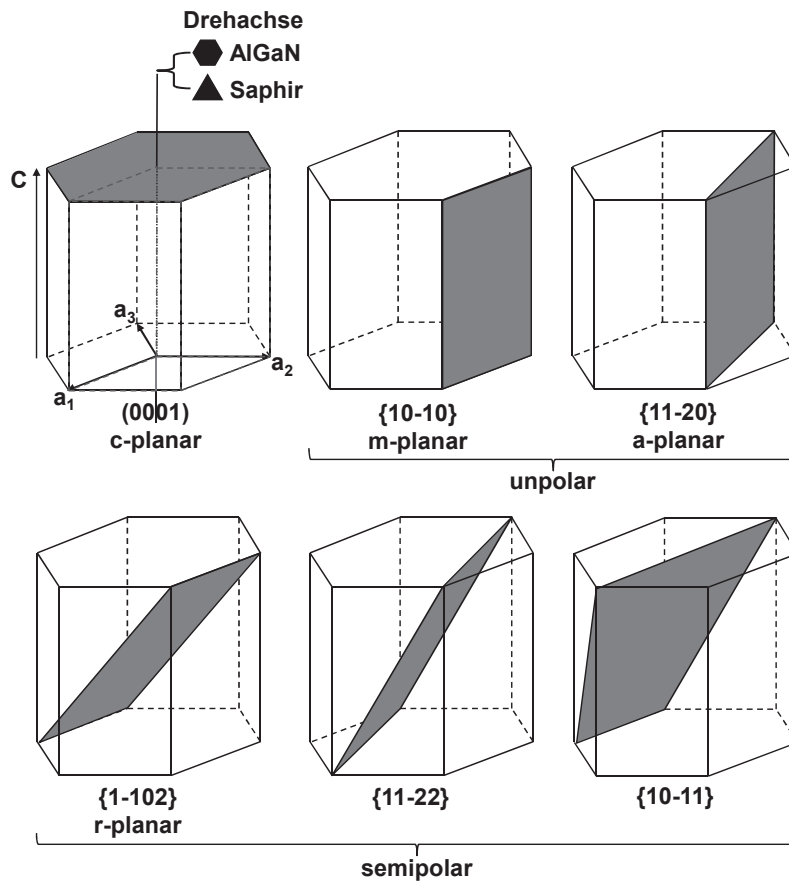 Drehachse
AlGaN
Saphir
C
a3
a1
a2
(0001)
c-planar
{10-10}
m-planar
{11-20}
a-planar
unpolar
{1-102}
r-planar
{11-22}
{10-11}
semipolar